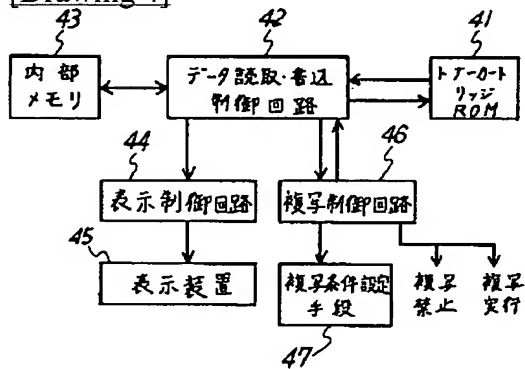 [Drawing 4]
43
42
41
内部
メモリ
データ読取・書込
制御回路
トナーカート
リッジ
ROM
44
46
表示制御回路
複写制御回路
45
表示装置
複写条件設定
手段
複写
禁止
複写
実行
47